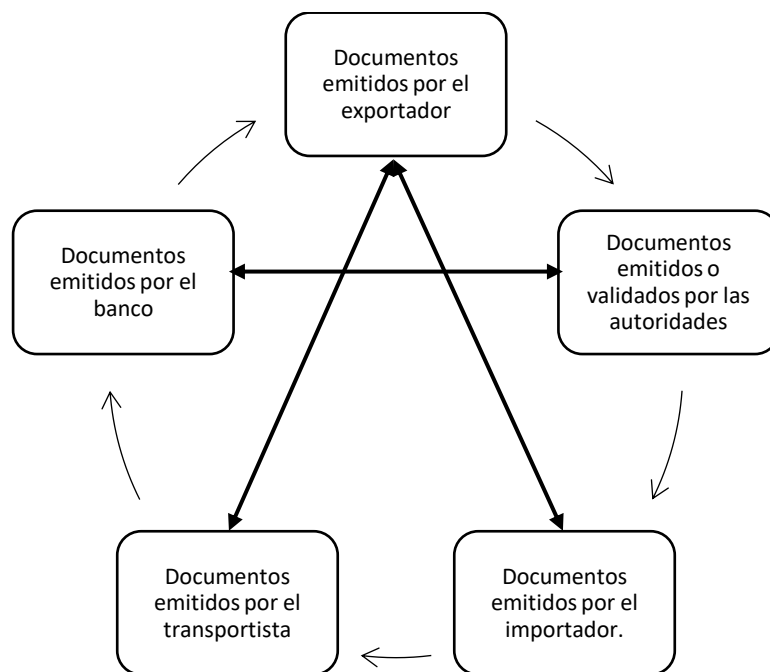 Documentos
emitidos por el
exportador
Documentos
emitidos o
validados por las
autoridades
Documentos
emitidos por el
importador.
Documentos
emitidos por el
transportista
Documentos
emitidos por el
banco